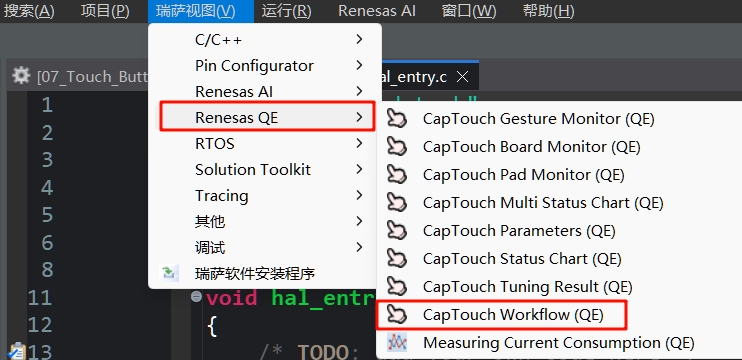 搜索(A) 项目(P) 瑞萨视图(V) 运行(R) Renesas AI 窗口(W) 帮助(H)
C/C++
[07_Touch_Butt
Pin Configurator
al_entry.c
1
Renesas AI
2
Renesas QE
CapTouch Gesture Monitor (QE)
3
RTOS
CapTouch Board Monitor (QE)
4
Solution Toolkit
CapTouch Pad Monitor (QE)
5
Tracing
CapTouch Multi Status Chart (QE)
6
其他
CapTouch Parameters (QE)
7
调试
CapTouch Status Chart (QE)
8
瑞萨软件安装程序
CapTouch Tuning Result (QE)
11
void hal_entr
CapTouch Workflow (QE)
12
{
Measuring Current Consumption (QE)
13
/* TODO: